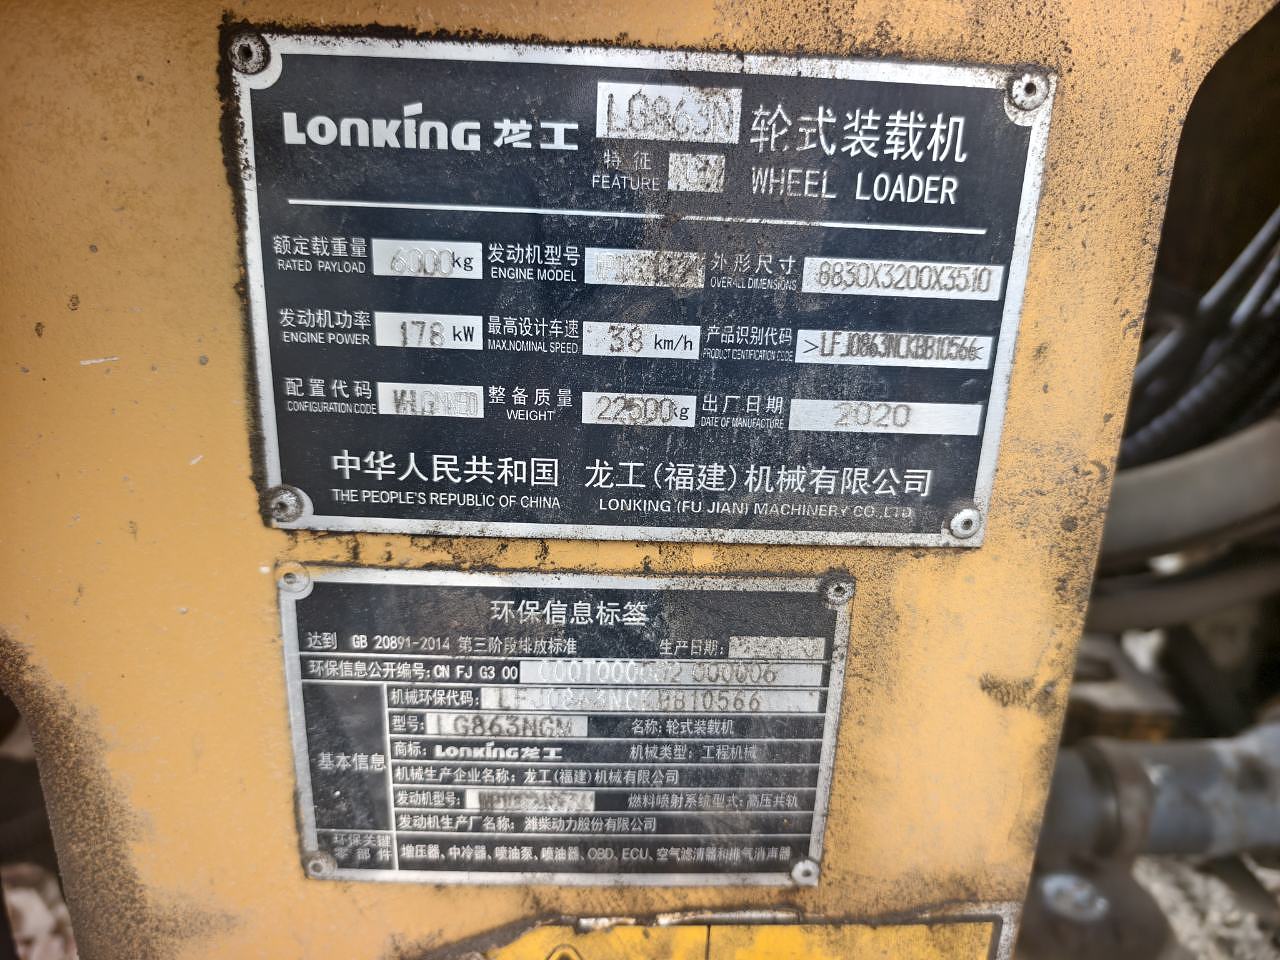 LONKING 龙工 LG863N 轮式装载机
特征
FEATURE WHEEL LOADER
额定载重量 6000kg 发动机型号 外形尺寸 8830X3200X3510
RATED PAYLOAD ENGINE MODEL OVERALL DIMENSIONS
发动机功率 178 kW 最高设计车速 38 km/h 产品识别代码 >LFJ0863NCKBB10566<
ENGINE POWER MAX.NOMINAL SPEED PRODUCT IDENTIFICATION CODE
配置代码 整备质量 22500kg 出厂日期 2020
CONFIGURATION CODE WEIGHT DATE OF MANUFACTURE
中华人民共和国 龙工(福建)机械有限公司
THE PEOPLE'S REPUBLIC OF CHINA LONKING (FU JIAN) MACHINERY CO.,LTD
环保信息标签
达到 GB 20891-2014 第三阶段排放标准 生产日期:
环保信息公开编号: CN FJ G3 00
机械环保代码: LFJ0863NCKBB10566
型号: LG863NGM 名称: 轮式装载机
基本信息
商标: LONKING龙工 机械类型: 工程机械
机械生产企业名称: 龙工(福建)机械有限公司
发动机型号: 燃料喷射系统型式: 高压共轨
发动机生产厂名称: 潍柴动力股份有限公司
环保关键零部件 增压器、中冷器、喷油泵、喷油器、OBD、ECU、空气滤清器和排气消声器